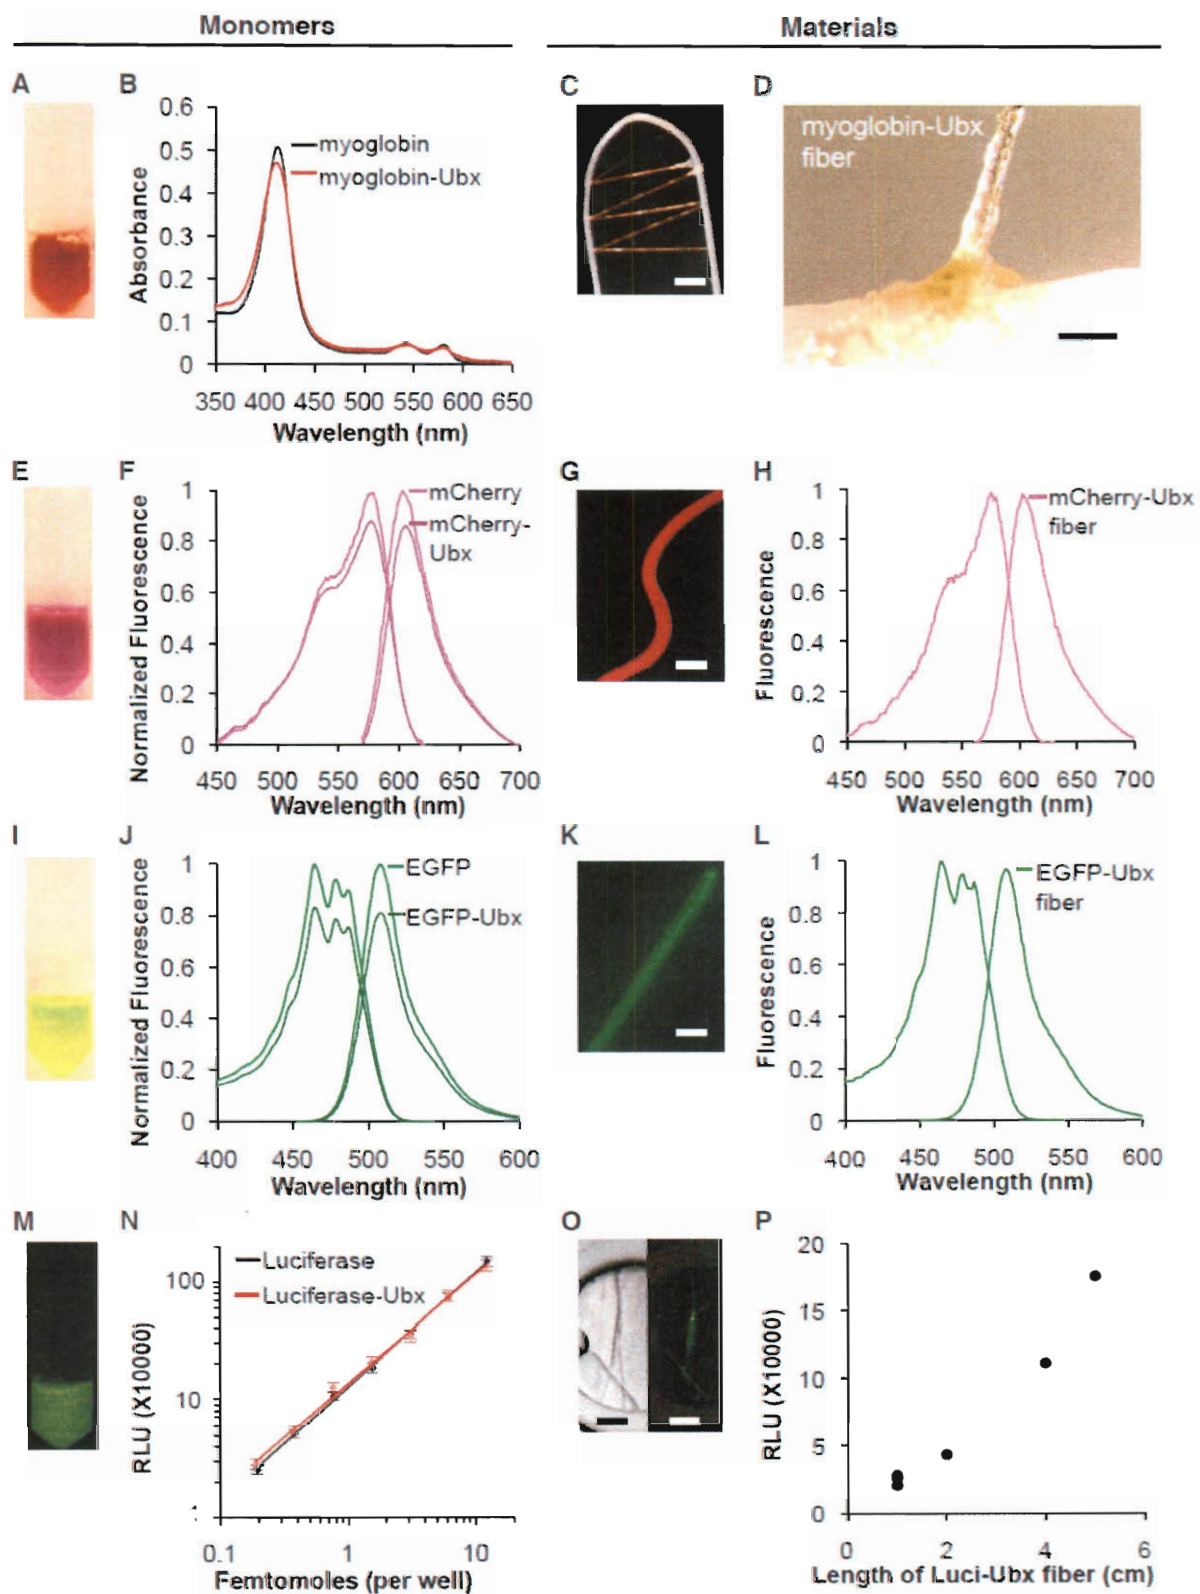 Monomers
Materials
A
B
0.6
0.5
0.4
0.3
0.2
0.1
0
Absorbance
myoglobin
myoglobin-Ubx
350 400 450 500 550 600 650
Wavelength (nm)
C
D
myoglobin-Ubx
fiber
E
F
1
0.8
0.6
0.4
0.2
0
Normalized Fluorescence
mCherry
mCherry-
Ubx
450 500 550 600 650 700
Wavelength (nm)
G
H
1
0.8
0.6
0.4
0.2
0
Fluorescence
mCherry-Ubx
fiber
450 500 550 600 650 700
Wavelength (nm)
I
J
1
0.8
0.6
0.4
0.2
0
Normalized Fluorescence
EGFP
EGFP-Ubx
400 450 500 550 600
Wavelength (nm)
K
L
1
0.8
0.6
0.4
0.2
0
Fluorescence
EGFP-Ubx
fiber
400 450 500 550 600
Wavelength (nm)
M
N
100
10
1
RLU (X10000)
Luciferase
Luciferase-Ubx
0.1 1 10
Femtomoles (per well)
O
P
20
15
10
5
0
RLU (X10000)
0 2 4 6
Length of Luci-Ubx fiber (cm)